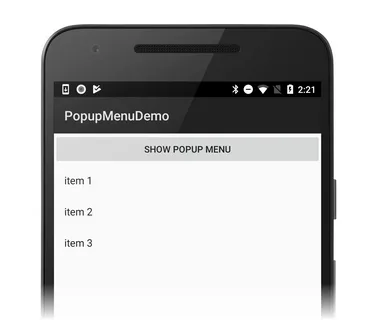 2:21
PopupMenuDemo
SHOW POPUP MENU
item 1
item 2
item 3